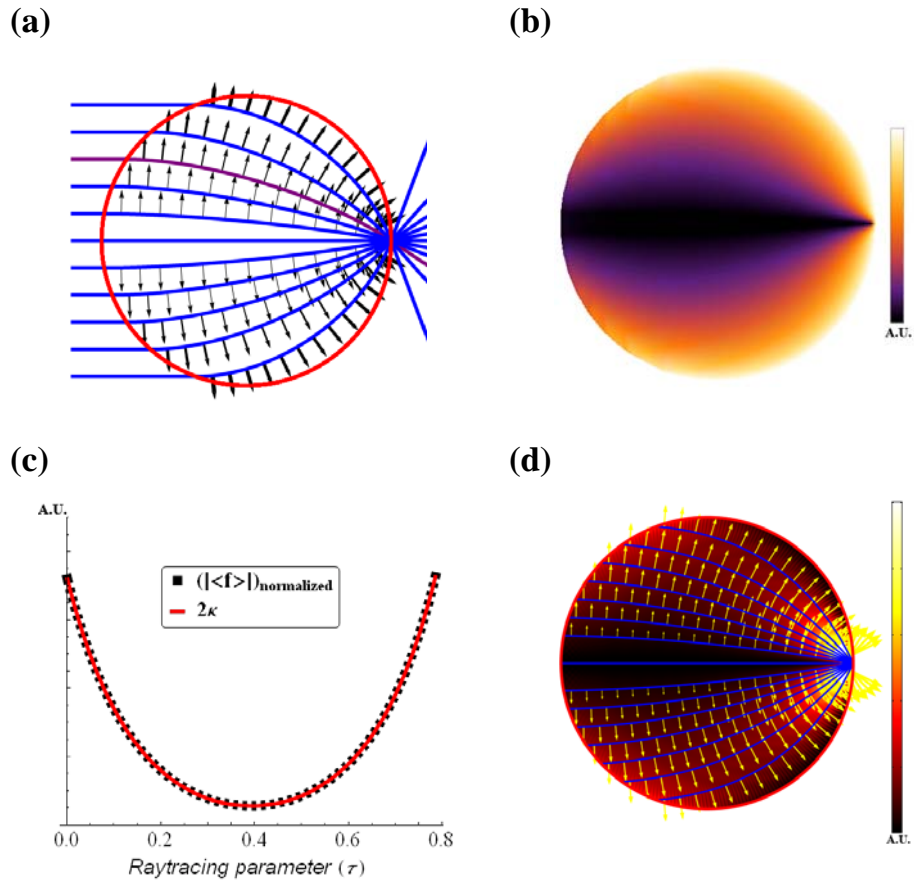 (a)
(b)
A.U.
(c)
A.U.
(|<f>|)normalized
2κ
0.0 0.2 0.4 0.6 0.8
Raytracing parameter (τ)
(d)
A.U.